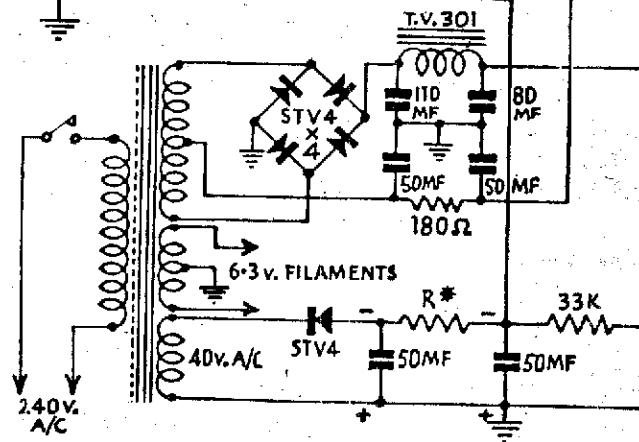 T.V. 301
STV4
X
4
110
MF
80
MF
50MF
50 MF
180Ω
6·3 v. FILAMENTS
R*
33K
STV4
40v. A/C
50MF
50MF
240v.
A/C